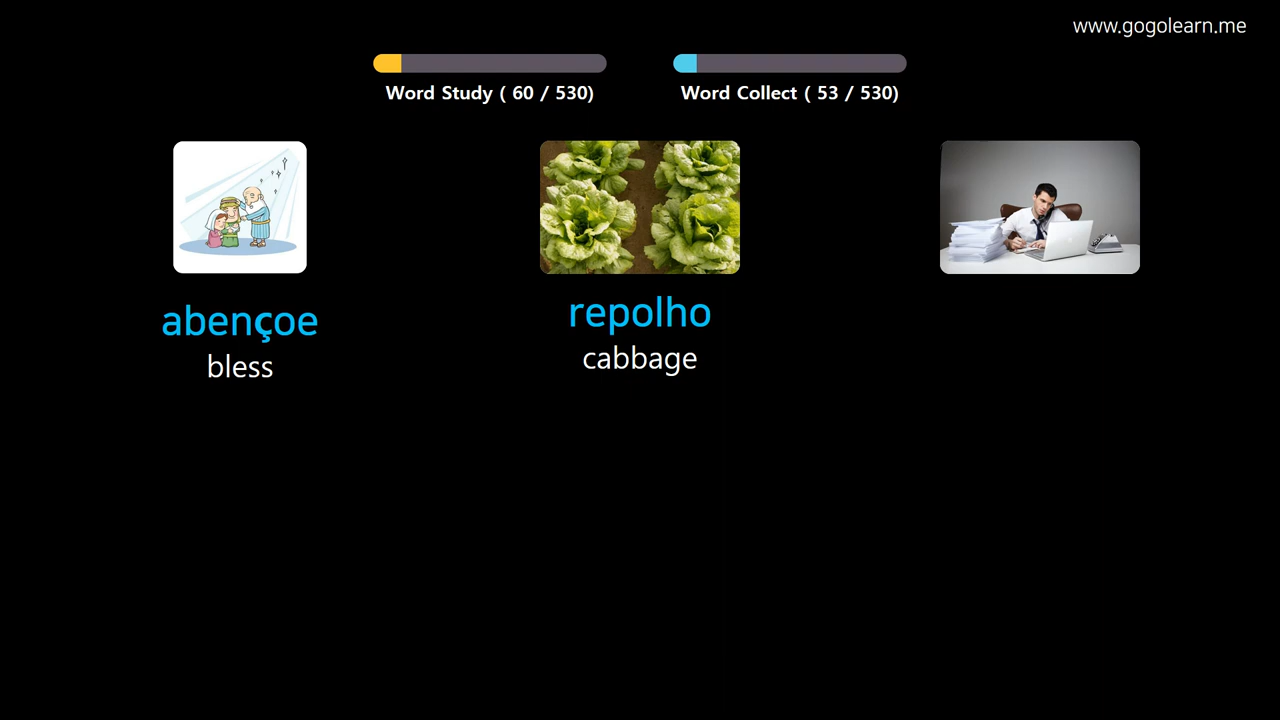 www.gogolearn.me
Word Study ( 60 / 530)
Word Collect ( 53 / 530)
abençoe
bless
repolho
cabbage